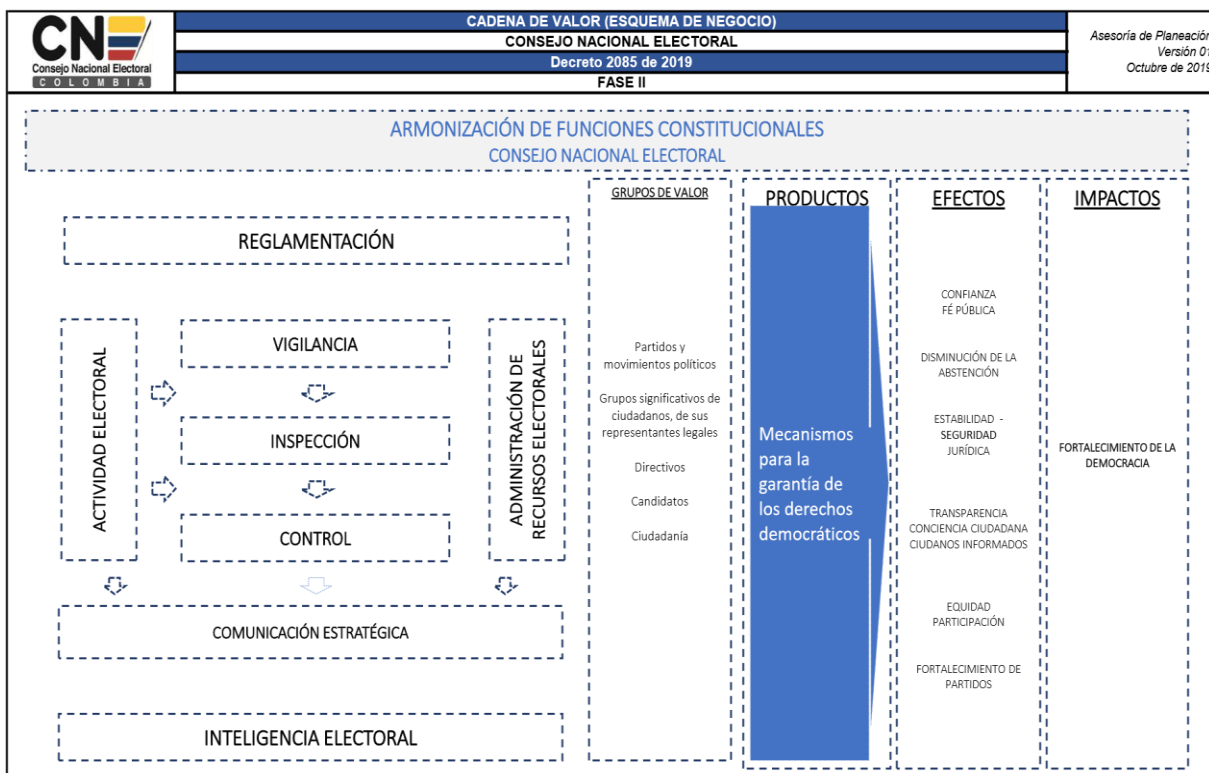 CNE
Consejo Nacional Electoral
COLOMBIA
CADENA DE VALOR (ESQUEMA DE NEGOCIO)
CONSEJO NACIONAL ELECTORAL
Decreto 2085 de 2019
FASE II
Asesoría de Planeación
Versión 01
Octubre de 2019
ARMONIZACIÓN DE FUNCIONES CONSTITUCIONALES
CONSEJO NACIONAL ELECTORAL
REGLAMENTACIÓN
ACTIVIDAD ELECTORAL
VIGILANCIA
INSPECCIÓN
CONTROL
ADMINISTRACIÓN DE
RECURSOS ELECTORALES
COMUNICACIÓN ESTRATÉGICA
INTELIGENCIA ELECTORAL
GRUPOS DE VALOR
Partidos y
movimientos políticos
Grupos significativos de
ciudadanos, de sus
representantes legales
Directivos
Candidatos
Ciudadanía
PRODUCTOS
Mecanismos
para la
garantía de
los derechos
democráticos
EFECTOS
CONFIANZA
FÉ PÚBLICA
DISMINUCIÓN DE LA
ABSTENCIÓN
ESTABILIDAD -
SEGURIDAD
JURÍDICA
TRANSPARENCIA
CONCIENCIA CIUDADANA
CIUDANOS INFORMADOS
EQUIDAD
PARTICIPACIÓN
FORTALECIMIENTO DE
PARTIDOS
IMPACTOS
FORTALECIMIENTO DE LA
DEMOCRACIA